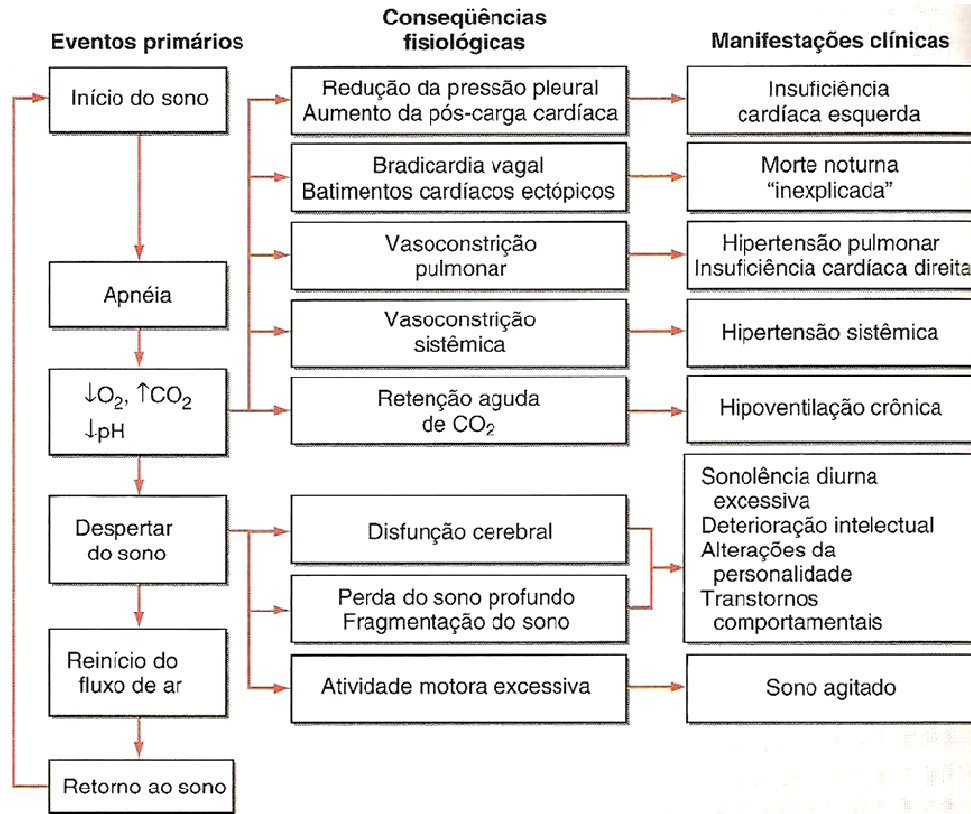 Eventos primários
Conseqüências
fisiológicas
Manifestações clínicas
Início do sono
Apnéia
↓O₂, ↑CO₂
↓pH
Despertar
do sono
Reinício do
fluxo de ar
Retorno ao sono
Redução da pressão pleural
Aumento da pós-carga cardíaca
Bradicardia vagal
Batimentos cardíacos ectópicos
Vasoconstrição
pulmonar
Vasoconstrição
sistêmica
Retenção aguda
de CO₂
Disfunção cerebral
Perda do sono profundo
Fragmentação do sono
Atividade motora excessiva
Insuficiência
cardíaca esquerda
Morte noturna
“inexplicada”
Hipertensão pulmonar
Insuficiência cardíaca direita
Hipertensão sistêmica
Hipoventilação crônica
Sonolência diurna
excessiva
Deterioração intelectual
Alterações da
personalidade
Transtornos
comportamentais
Sono agitado